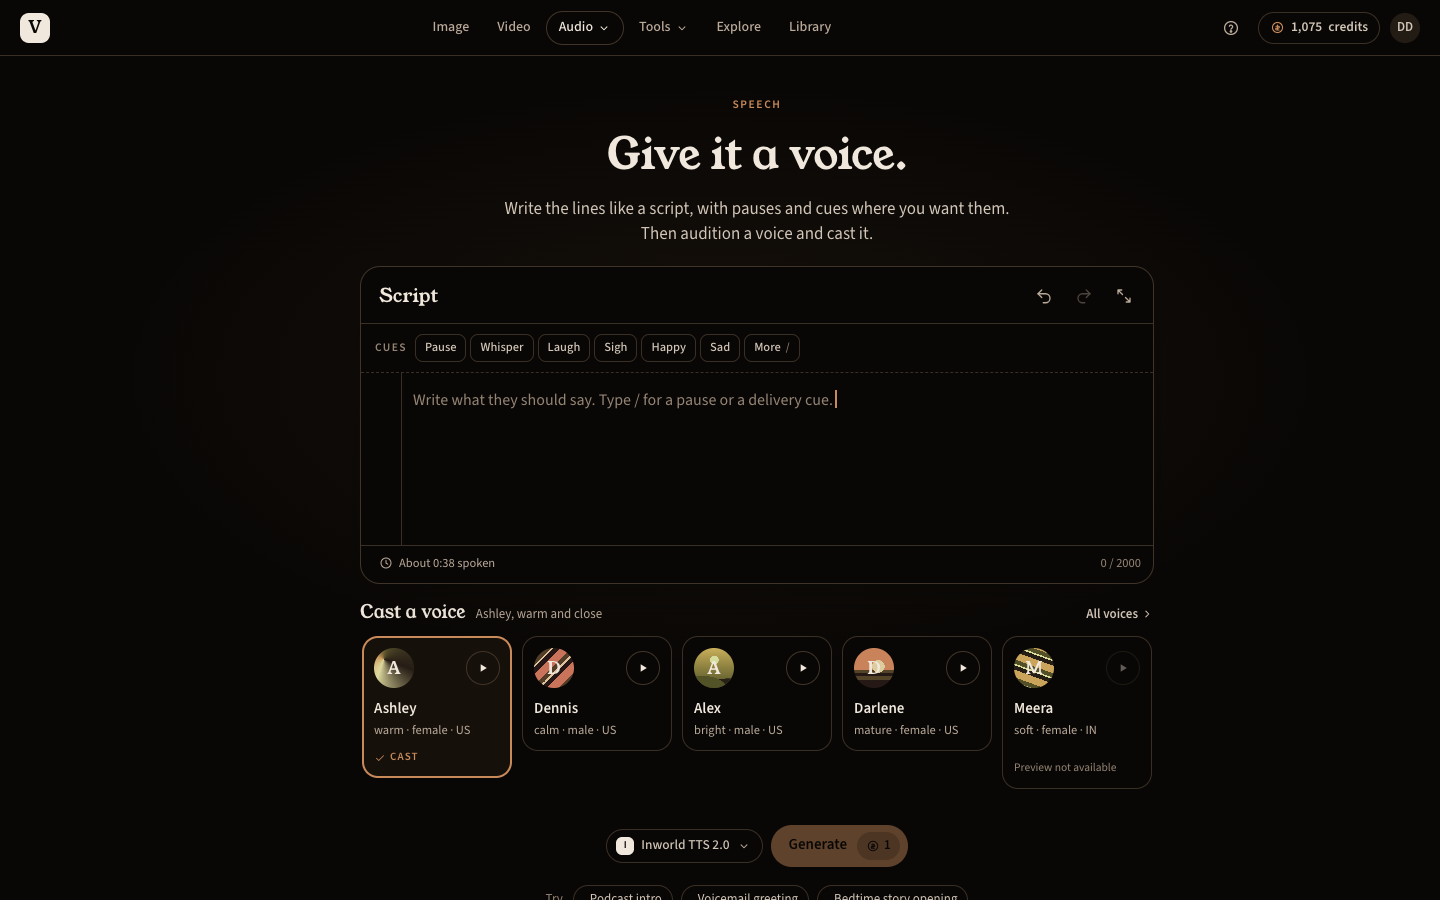 V
Image Video Audio Tools Explore Library
1,075 credits DD
SPEECH
Give it a voice.
Write the lines like a script, with pauses and cues where you want them.
Then audition a voice and cast it.
Script
CUES Pause Whisper Laugh Sigh Happy Sad More /
Write what they should say. Type / for a pause or a delivery cue.
About 0:38 spoken 0 / 2000
Cast a voice Ashley, warm and close All voices
A D A D M
Ashley Dennis Alex Darlene Meera
warm · female · US calm · male · US bright · male · US mature · female · US soft · female · IN
CAST
Preview not available
I Inworld TTS 2.0 Generate 1
Try Podcast intro Voicemail greeting Bedtime story opening